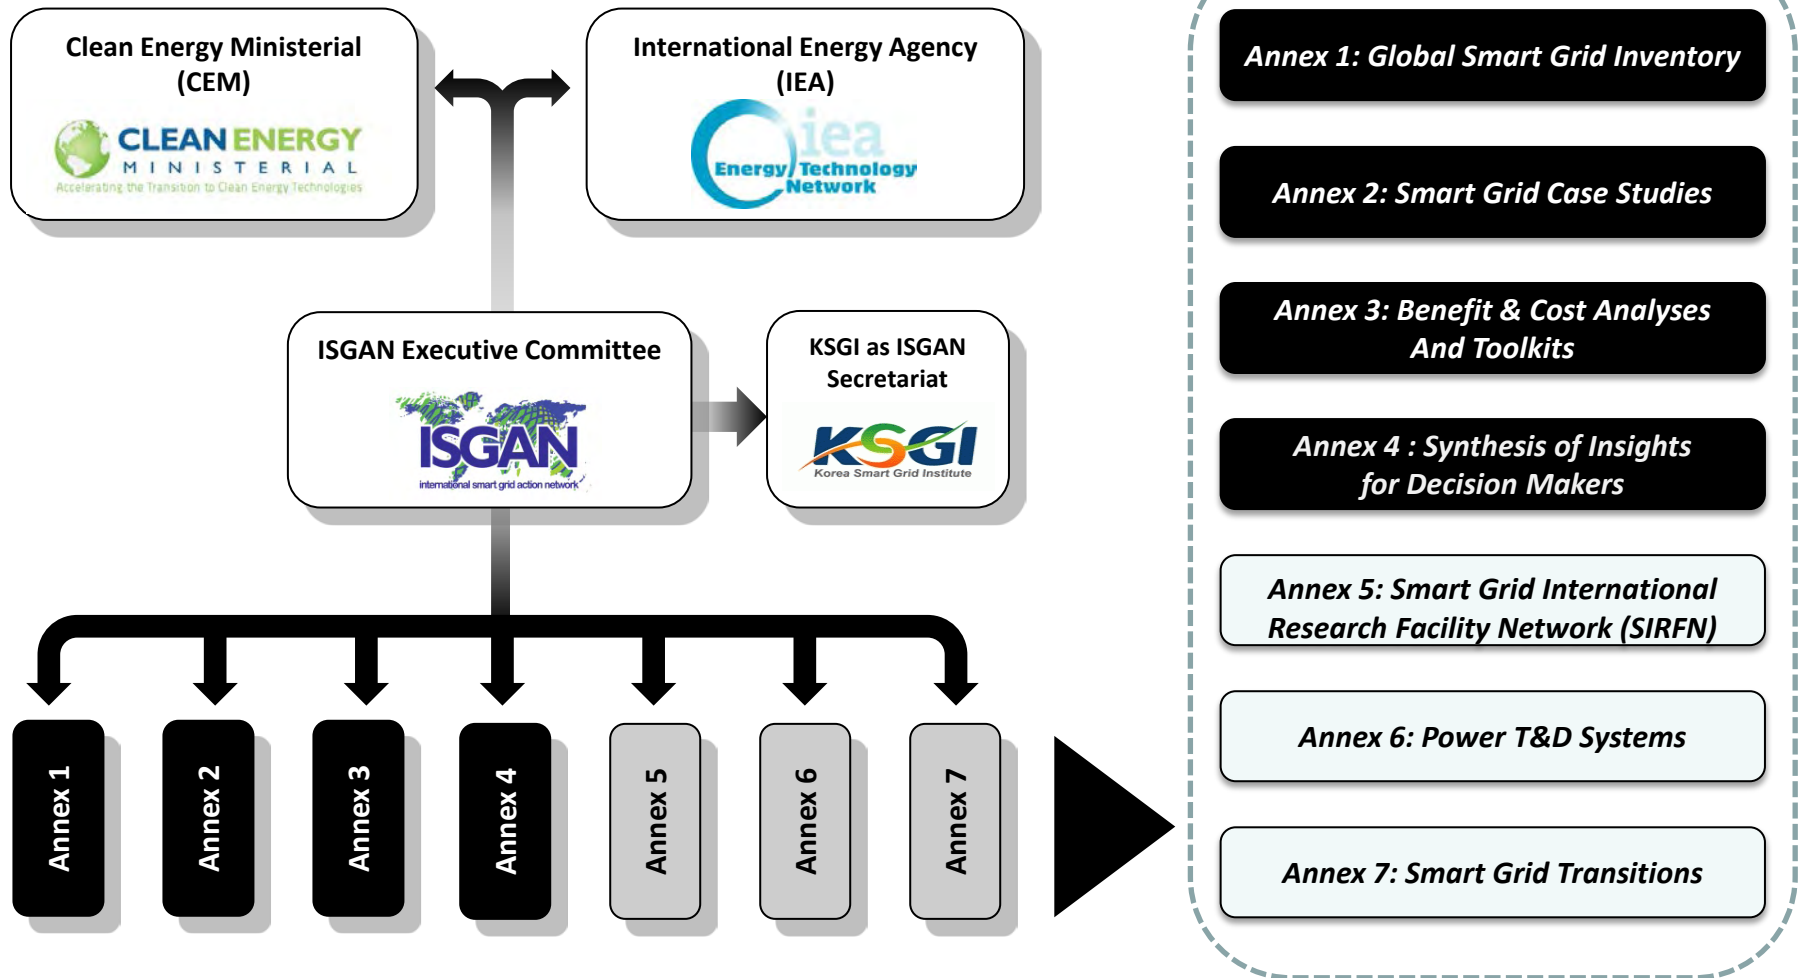 Clean Energy Ministerial
(CEM)
CLEAN ENERGY
MINISTERIAL
Accelerating the Transition to Clean Energy Technologies
International Energy Agency
(IEA)
iea
Energy Technology
Network
ISGAN Executive Committee
ISGAN
international smart grid action network
KSGI as ISGAN
Secretariat
KSGI
Korea Smart Grid Institute
Annex 1
Annex 2
Annex 3
Annex 4
Annex 5
Annex 6
Annex 7
Annex 1: Global Smart Grid Inventory
Annex 2: Smart Grid Case Studies
Annex 3: Benefit & Cost Analyses
And Toolkits
Annex 4 : Synthesis of Insights
for Decision Makers
Annex 5: Smart Grid International
Research Facility Network (SIRFN)
Annex 6: Power T&D Systems
Annex 7: Smart Grid Transitions